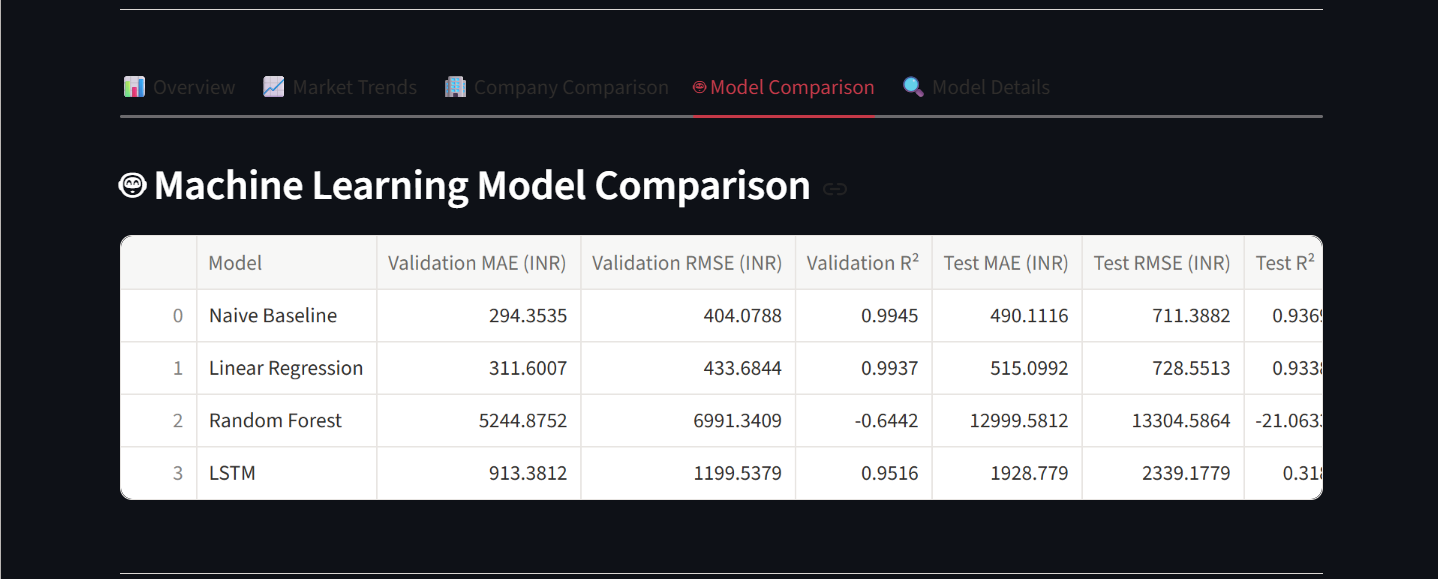 Overview Market Trends Company Comparison Model Comparison Model Details
Machine Learning Model Comparison
Model Validation MAE (INR) Validation RMSE (INR) Validation R² Test MAE (INR) Test RMSE (INR) Test R²
0 Naive Baseline 294.3535 404.0788 0.9945 490.1116 711.3882
1 Linear Regression 311.6007 433.6844 0.9937 515.0992 728.5513
2 Random Forest 5244.8752 6991.3409 -0.6442 12999.5812 13304.5864
3 LSTM 913.3812 1199.5379 0.9516 1928.779 2339.1779